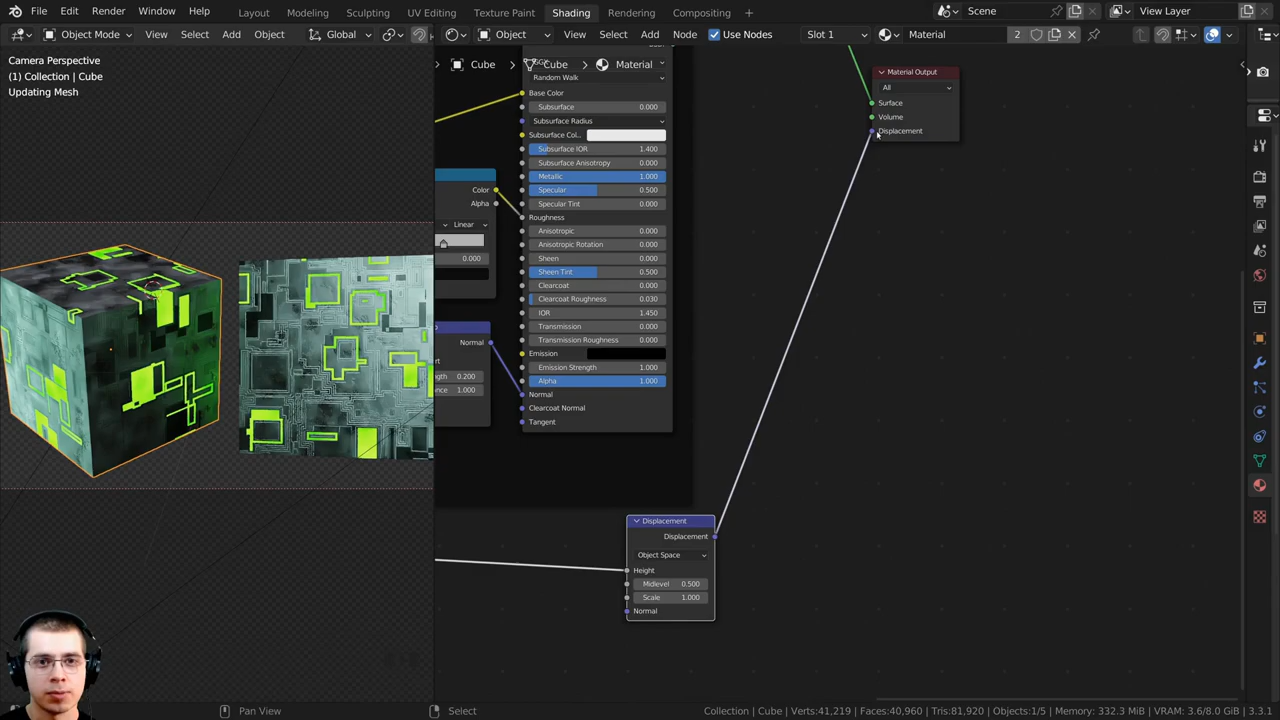 File Edit Render Window Help Layout Modeling Sculpting UV Editing Texture Paint Shading Rendering Compositing Scene View Layer
Object Mode View Select Add Object Global Object View Select Add Node Use Nodes Slot 1 Material 2
Camera Perspective
(1) Collection | Cube
Updating Mesh
Cube Cube Material
Random Walk
Base Color
Subsurface 0.000
Subsurface Radius
Subsurface Col...
Subsurface IOR 1.400
Subsurface Anisotropy 0.000
Metallic 1.000
Specular 0.500
Specular Tint 0.000
Roughness
Anisotropic 0.000
Anisotropic Rotation 0.000
Sheen 0.000
Sheen Tint 0.500
Clearcoat 0.000
Clearcoat Roughness 0.030
IOR 1.450
Transmission 0.000
Transmission Roughness 0.000
Emission
Emission Strength 1.000
Alpha 1.000
Normal
Clearcoat Normal
Tangent
Color
Alpha
Linear
0.000
Normal
0.200
1.000
Material Output
All
Surface
Volume
Displacement
Displacement
Displacement
Object Space
Height
Midlevel 0.500
Scale 1.000
Normal
Pan View Select Collection | Cube | Verts:41,219 | Faces:40,960 | Tris:81,920 | Objects:1/5 | Memory: 332.3 MiB | VRAM: 3.6/8.0 GiB | 3.3.1